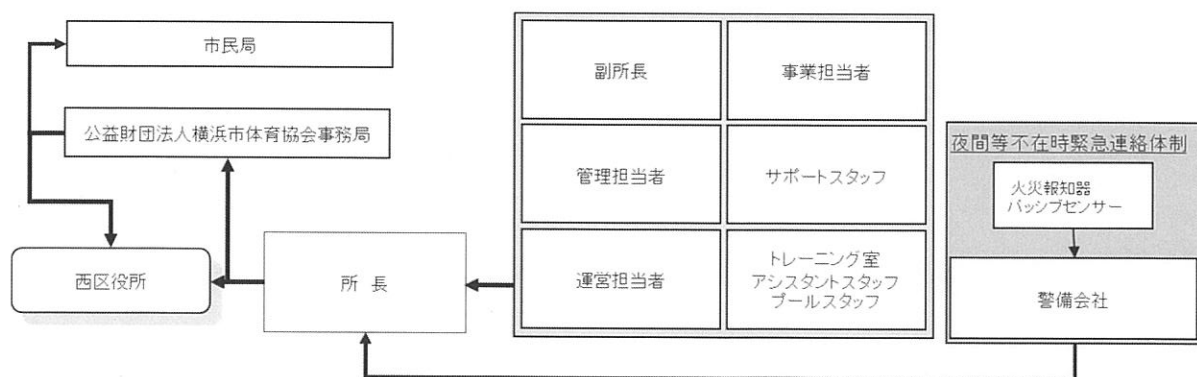 市民局
公益財団法人横浜市体育協会事務局
西区役所
所 長
副所長
事業担当者
管理担当者
サポートスタッフ
運営担当者
トレーニング室
アシスタントスタッフ
プールスタッフ
夜間等不在時緊急連絡体制
火災報知器
パッシブセンサー
警備会社